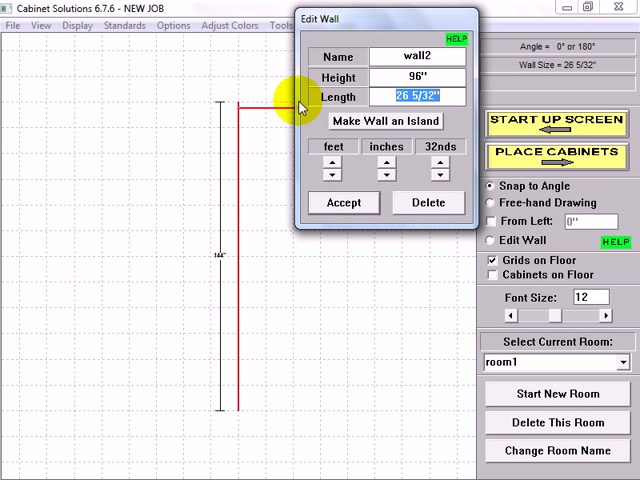 Cabinet Solutions 6.7.6 - NEW JOB
File View Display Standards Options Adjust Colors Tools
Edit Wall
HELP
Name wall2
Height 96"
Length 26 5/32"
Make Wall an Island
feet inches 32nds
Accept Delete
144"
Angle = 0° or 180°
Wall Size = 26 5/32"
START UP SCREEN
PLACE CABINETS
Snap to Angle
Free-hand Drawing
From Left: 0"
Edit Wall HELP
Grids on Floor
Cabinets on Floor
Font Size: 12
Select Current Room:
room1
Start New Room
Delete This Room
Change Room Name